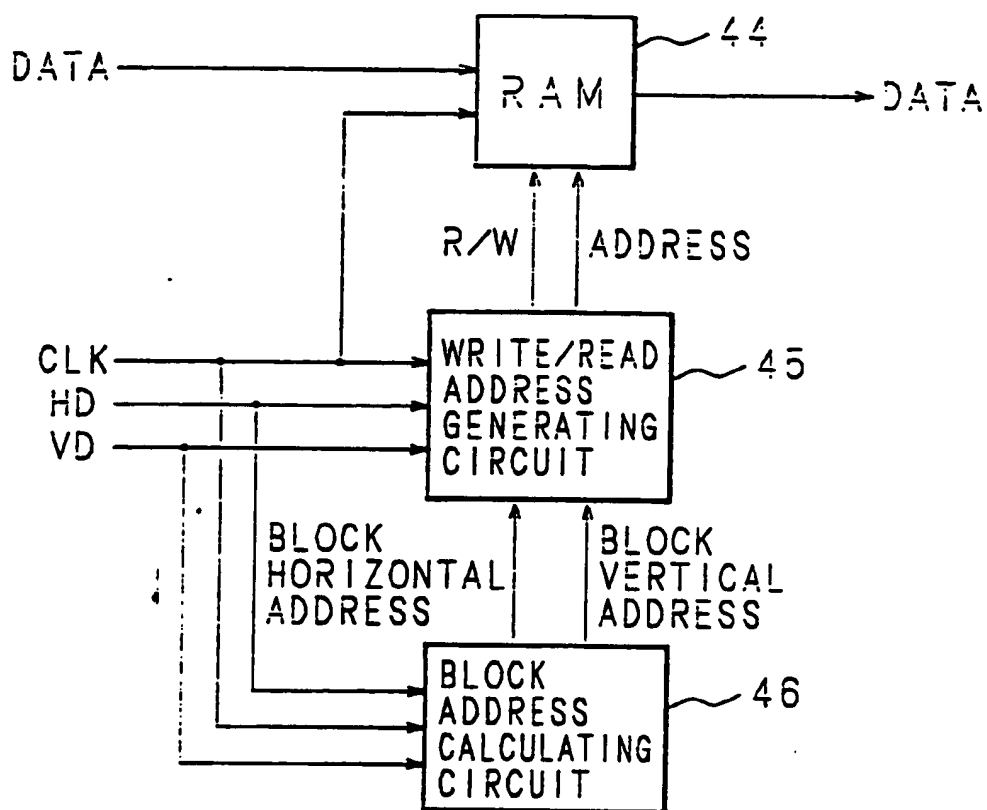 44
DATA
RAM
DATA
R/W
ADDRESS
CLK
HD
VD
WRITE/READ
ADDRESS
GENERATING
CIRCUIT
45
BLOCK
HORIZONTAL
ADDRESS
BLOCK
VERTICAL
ADDRESS
BLOCK
ADDRESS
CALCULATING
CIRCUIT
46